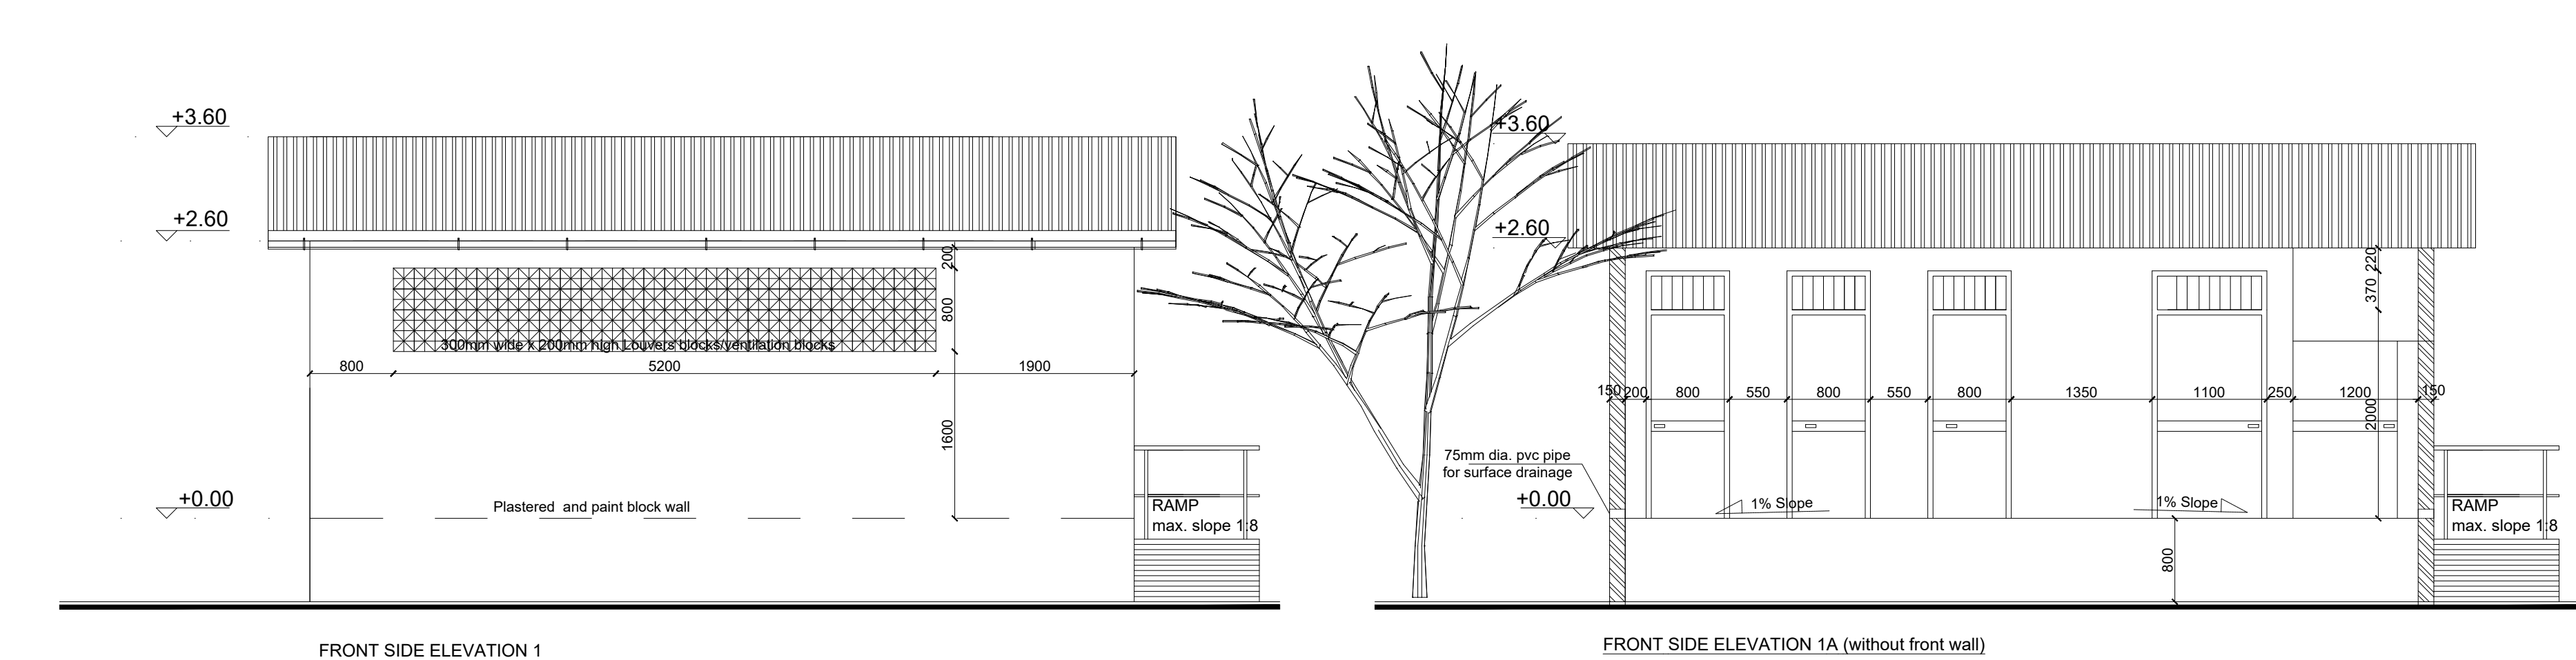 +3.60
+2.60
200
800
300mm wide x 200mm high Louvers blocks/ventilation blocks
800
5200
1900
1600
+0.00
Plastered and paint block wall
RAMP
max. slope 1:8
FRONT SIDE ELEVATION 1
+3.60
+2.60
220
370
150
200
800
550
800
550
800
1350
1100
250
1200
150
2000
75mm dia. pvc pipe
for surface drainage
+0.00
1% Slope
1% Slope
RAMP
max. slope 1:8
800
FRONT SIDE ELEVATION 1A (without front wall)